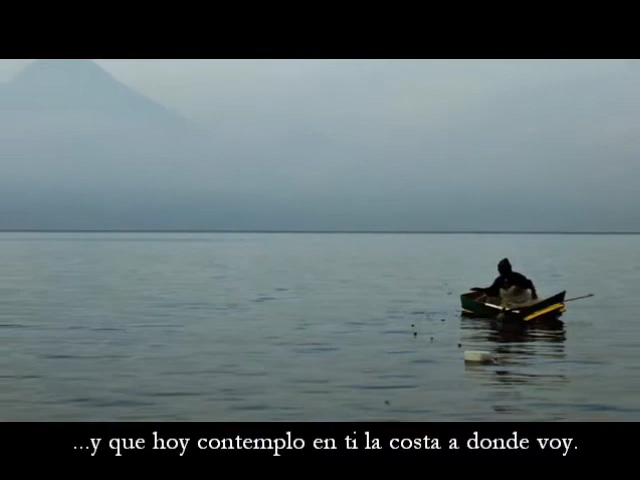 ...y que hoy contemplo en ti la costa a donde voy.